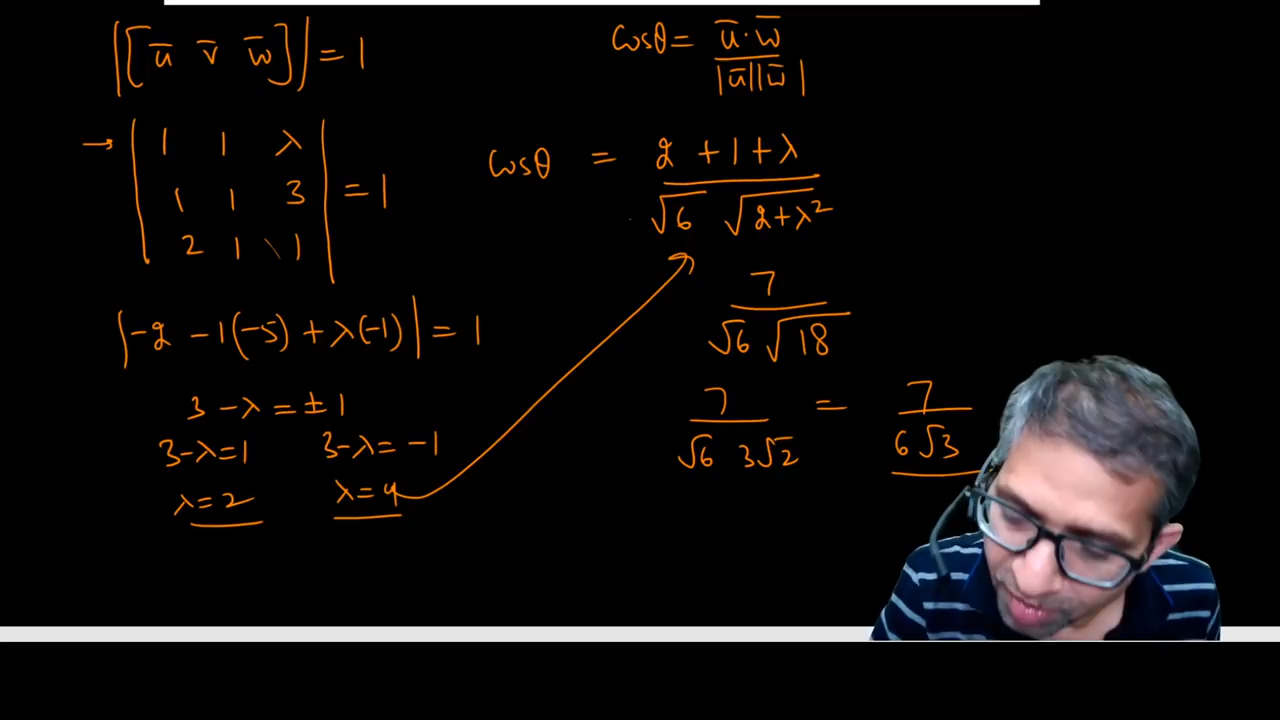 |[ū v̄ w̄]| = 1
→ | 1 1 λ |
| 1 1 3 | = 1
| 2 1 1 |
|-2 -1(-5) + λ(-1)| = 1
3 - λ = ± 1
3-λ=1 3-λ= -1
λ=2 λ=4
cosθ = ū·w̄ / |ū||w̄|
cosθ = 2 + 1 + λ / √6 √2+λ²
7 / √6 √18
7 / √6 3√2 = 7 / 6√3